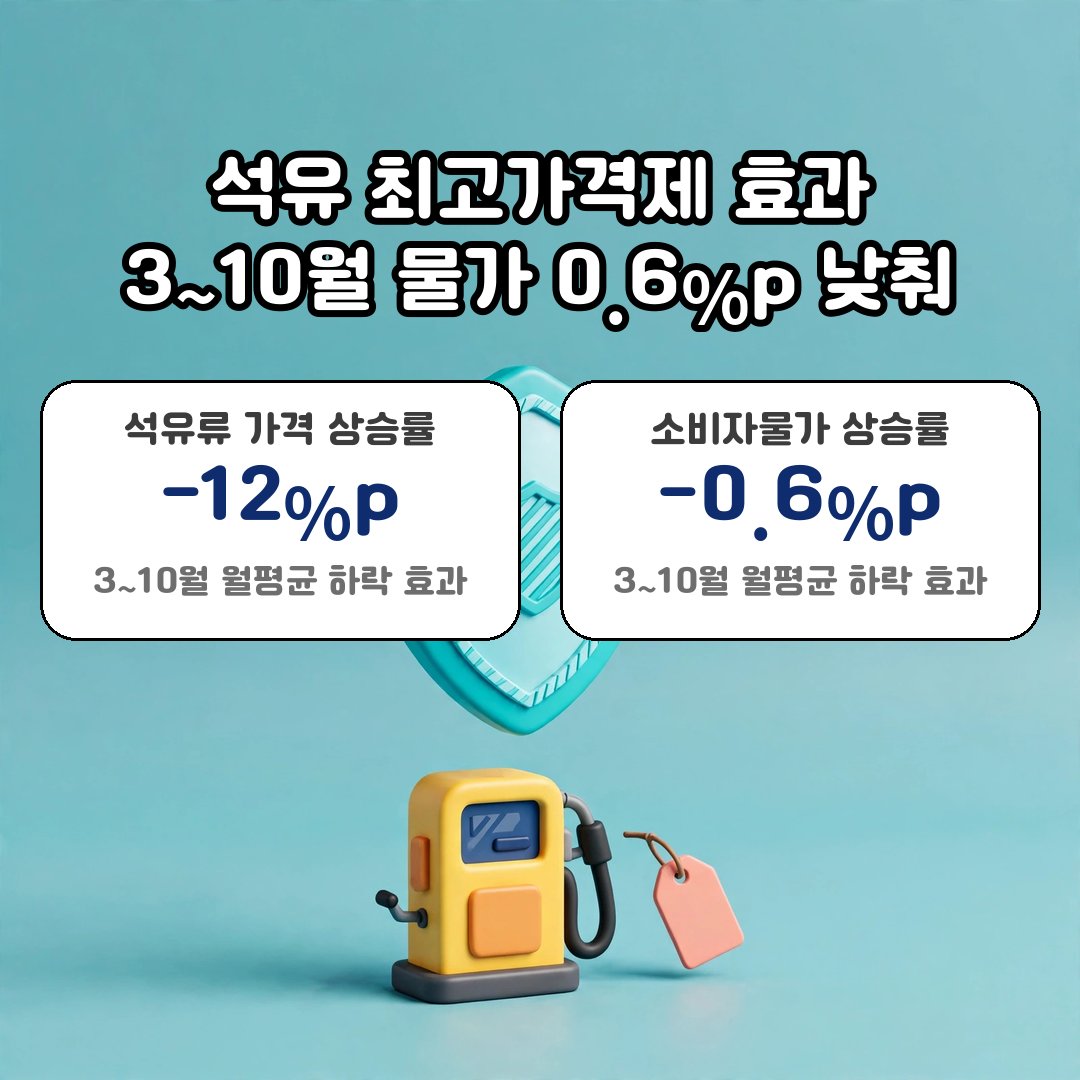 석유 최고가격제 효과
3~10월 물가 0.6%p 낮춰
석유류 가격 상승률
-12%p
3~10월 월평균 하락 효과
소비자물가 상승률
-0.6%p
3~10월 월평균 하락 효과